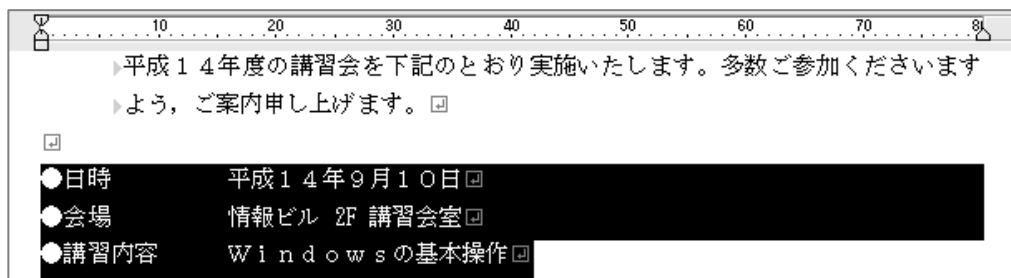 10 20 30 40 50 60 70 8
平成１４年度の講習会を下記のとおり実施いたします。多数ご参加くださいます
よう，ご案内申し上げます。
●日時　　　　　平成１４年９月１０日
●会場　　　　　情報ビル 2F 講習会室
●講習内容　　　Ｗｉｎｄｏｗｓの基本操作